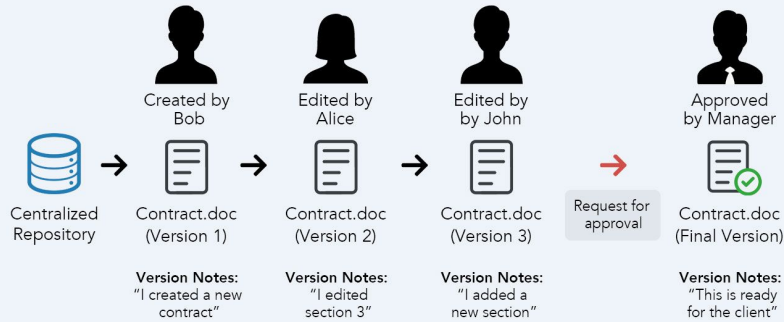 Created by
Bob
Edited by
Alice
Edited by
by John
Approved
by Manager
Centralized
Repository
Contract.doc
(Version 1)
Contract.doc
(Version 2)
Contract.doc
(Version 3)
Request for
approval
Contract.doc
(Final Version)
Version Notes:
“I created a new
contract”
Version Notes:
“I edited
section 3”
Version Notes:
“I added a
new section”
Version Notes:
“This is ready
for the client”